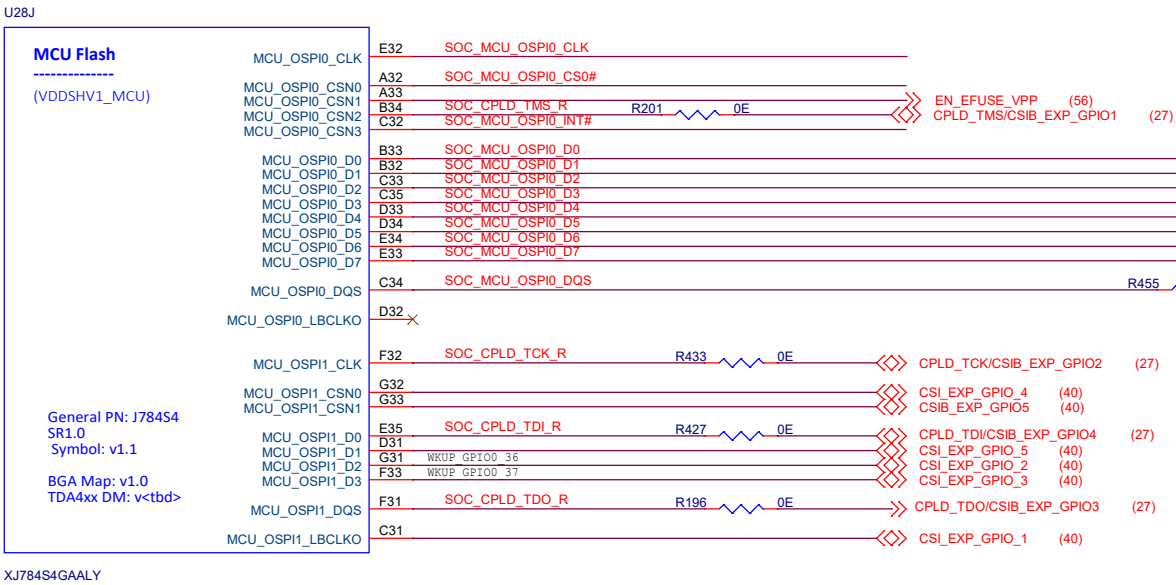 U28J
MCU Flash
--------------
(VDDSHV1_MCU)
MCU_OSPI0_CLK E32 SOC_MCU_OSPI0_CLK
MCU_OSPI0_CSN0 A32 SOC_MCU_OSPI0_CS0#
MCU_OSPI0_CSN1 A33 EN_EFUSE_VPP (56)
MCU_OSPI0_CSN2 B34 SOC_CPLD_TMS_R R201 0E CPLD_TMS/CSIB_EXP_GPIO1 (27)
MCU_OSPI0_CSN3 C32 SOC_MCU_OSPI0_INT#
MCU_OSPI0_D0 B33 SOC_MCU_OSPI0_D0
MCU_OSPI0_D1 B32 SOC_MCU_OSPI0_D1
MCU_OSPI0_D2 C33 SOC_MCU_OSPI0_D2
MCU_OSPI0_D3 C35 SOC_MCU_OSPI0_D3
MCU_OSPI0_D4 D33 SOC_MCU_OSPI0_D4
MCU_OSPI0_D5 D34 SOC_MCU_OSPI0_D5
MCU_OSPI0_D6 E34 SOC_MCU_OSPI0_D6
MCU_OSPI0_D7 E33 SOC_MCU_OSPI0_D7
MCU_OSPI0_DQS C34 SOC_MCU_OSPI0_DQS R455
MCU_OSPI0_LBCLKO D32
MCU_OSPI1_CLK F32 SOC_CPLD_TCK_R R433 0E CPLD_TCK/CSIB_EXP_GPIO2 (27)
MCU_OSPI1_CSN0 G32 CSI_EXP_GPIO_4 (40)
MCU_OSPI1_CSN1 G33 CSIB_EXP_GPIO5 (40)
MCU_OSPI1_D0 E35 SOC_CPLD_TDI_R R427 0E CPLD_TDI/CSIB_EXP_GPIO4 (27)
MCU_OSPI1_D1 D31 CSI_EXP_GPIO_5 (40)
MCU_OSPI1_D2 G31 WKUP_GPIO0_36 CSI_EXP_GPIO_2 (40)
MCU_OSPI1_D3 F33 WKUP_GPIO0_37 CSI_EXP_GPIO_3 (40)
MCU_OSPI1_DQS F31 SOC_CPLD_TDO_R R196 0E CPLD_TDO/CSIB_EXP_GPIO3 (27)
MCU_OSPI1_LBCLKO C31 CSI_EXP_GPIO_1 (40)
General PN: J784S4
SR1.0
Symbol: v1.1
BGA Map: v1.0
TDA4xx DM: v<tbd>
XJ784S4GAALY